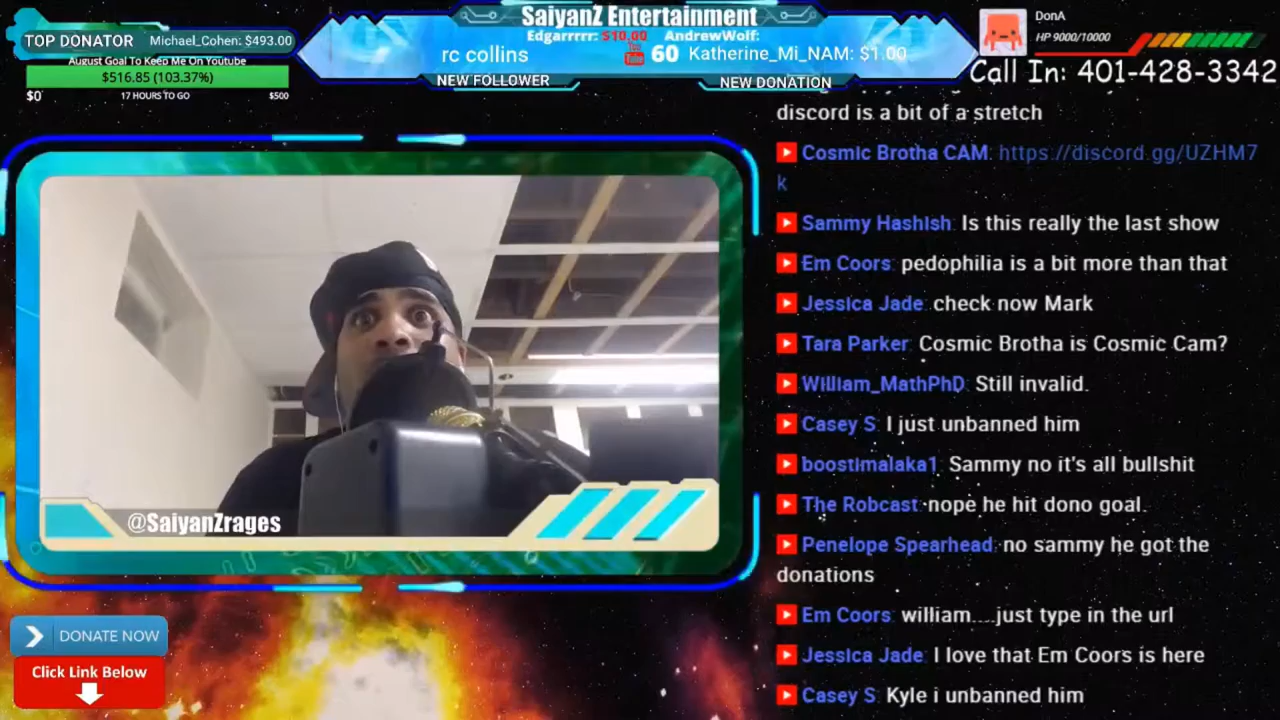 TOP DONATOR
Michael_Cohen: $493.00
August Goal To Keep Me On Youtube
$516.85 (103.37%)
$0
17 HOURS TO GO
$500
SaiyanZ Entertainment
Edgarrrrr: $10.00 AndrewWolf:
rc collins
You Tube
60
Katherine_Mi_NAM: $1.00
NEW FOLLOWER
NEW DONATION
DonA
HP 9000/10000
Call In: 401-428-3342
discord is a bit of a stretch
Cosmic Brotha CAM: https://discord.gg/UZHM7
k
Sammy Hashish: Is this really the last show
Em Coors: pedophilia is a bit more than that
Jessica Jade: check now Mark
Tara Parker: Cosmic Brotha is Cosmic Cam?
William_MathPhD: Still invalid.
Casey S: I just unbanned him
boostimalaka1: Sammy no it's all bullshit
The Robcast: nope he hit dono goal.
Penelope Spearhead: no sammy he got the
donations
Em Coors: william....just type in the url
Jessica Jade: I love that Em Coors is here
Casey S: Kyle i unbanned him
@SaiyanZrages
DONATE NOW
Click Link Below